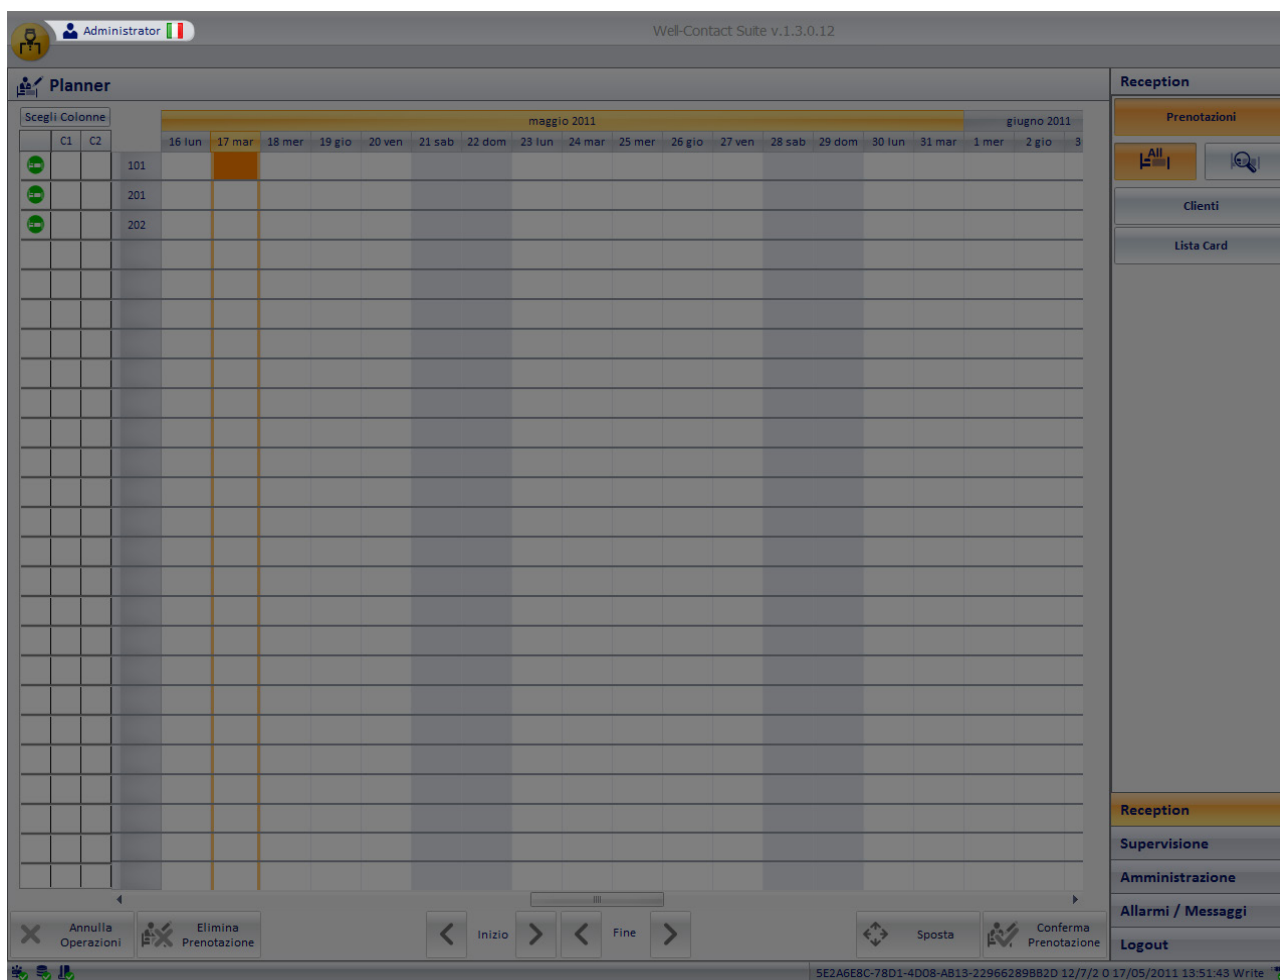 Administrator
Well-Contact Suite v.1.3.0.12
Planner
Reception
Scegli Colonne
maggio 2011
giugno 2011
Prenotazioni
C1 C2
16 lun 17 mar 18 mer 19 gio 20 ven 21 sab 22 dom 23 lun 24 mar 25 mer 26 gio 27 ven 28 sab 29 dom 30 lun 31 mar 1 mer 2 gio 3
All
101
201
202
Clienti
Lista Card
Reception
Supervisione
Amministrazione
Allarmi / Messaggi
Logout
Annulla
Operazioni
Elimina
Prenotazione
Inizio
Fine
Sposta
Conferma
Prenotazione
5E2A6E8C-78D1-4D08-AB13-22966289BB2D 12/7/2 0 17/05/2011 13:51:43 Write